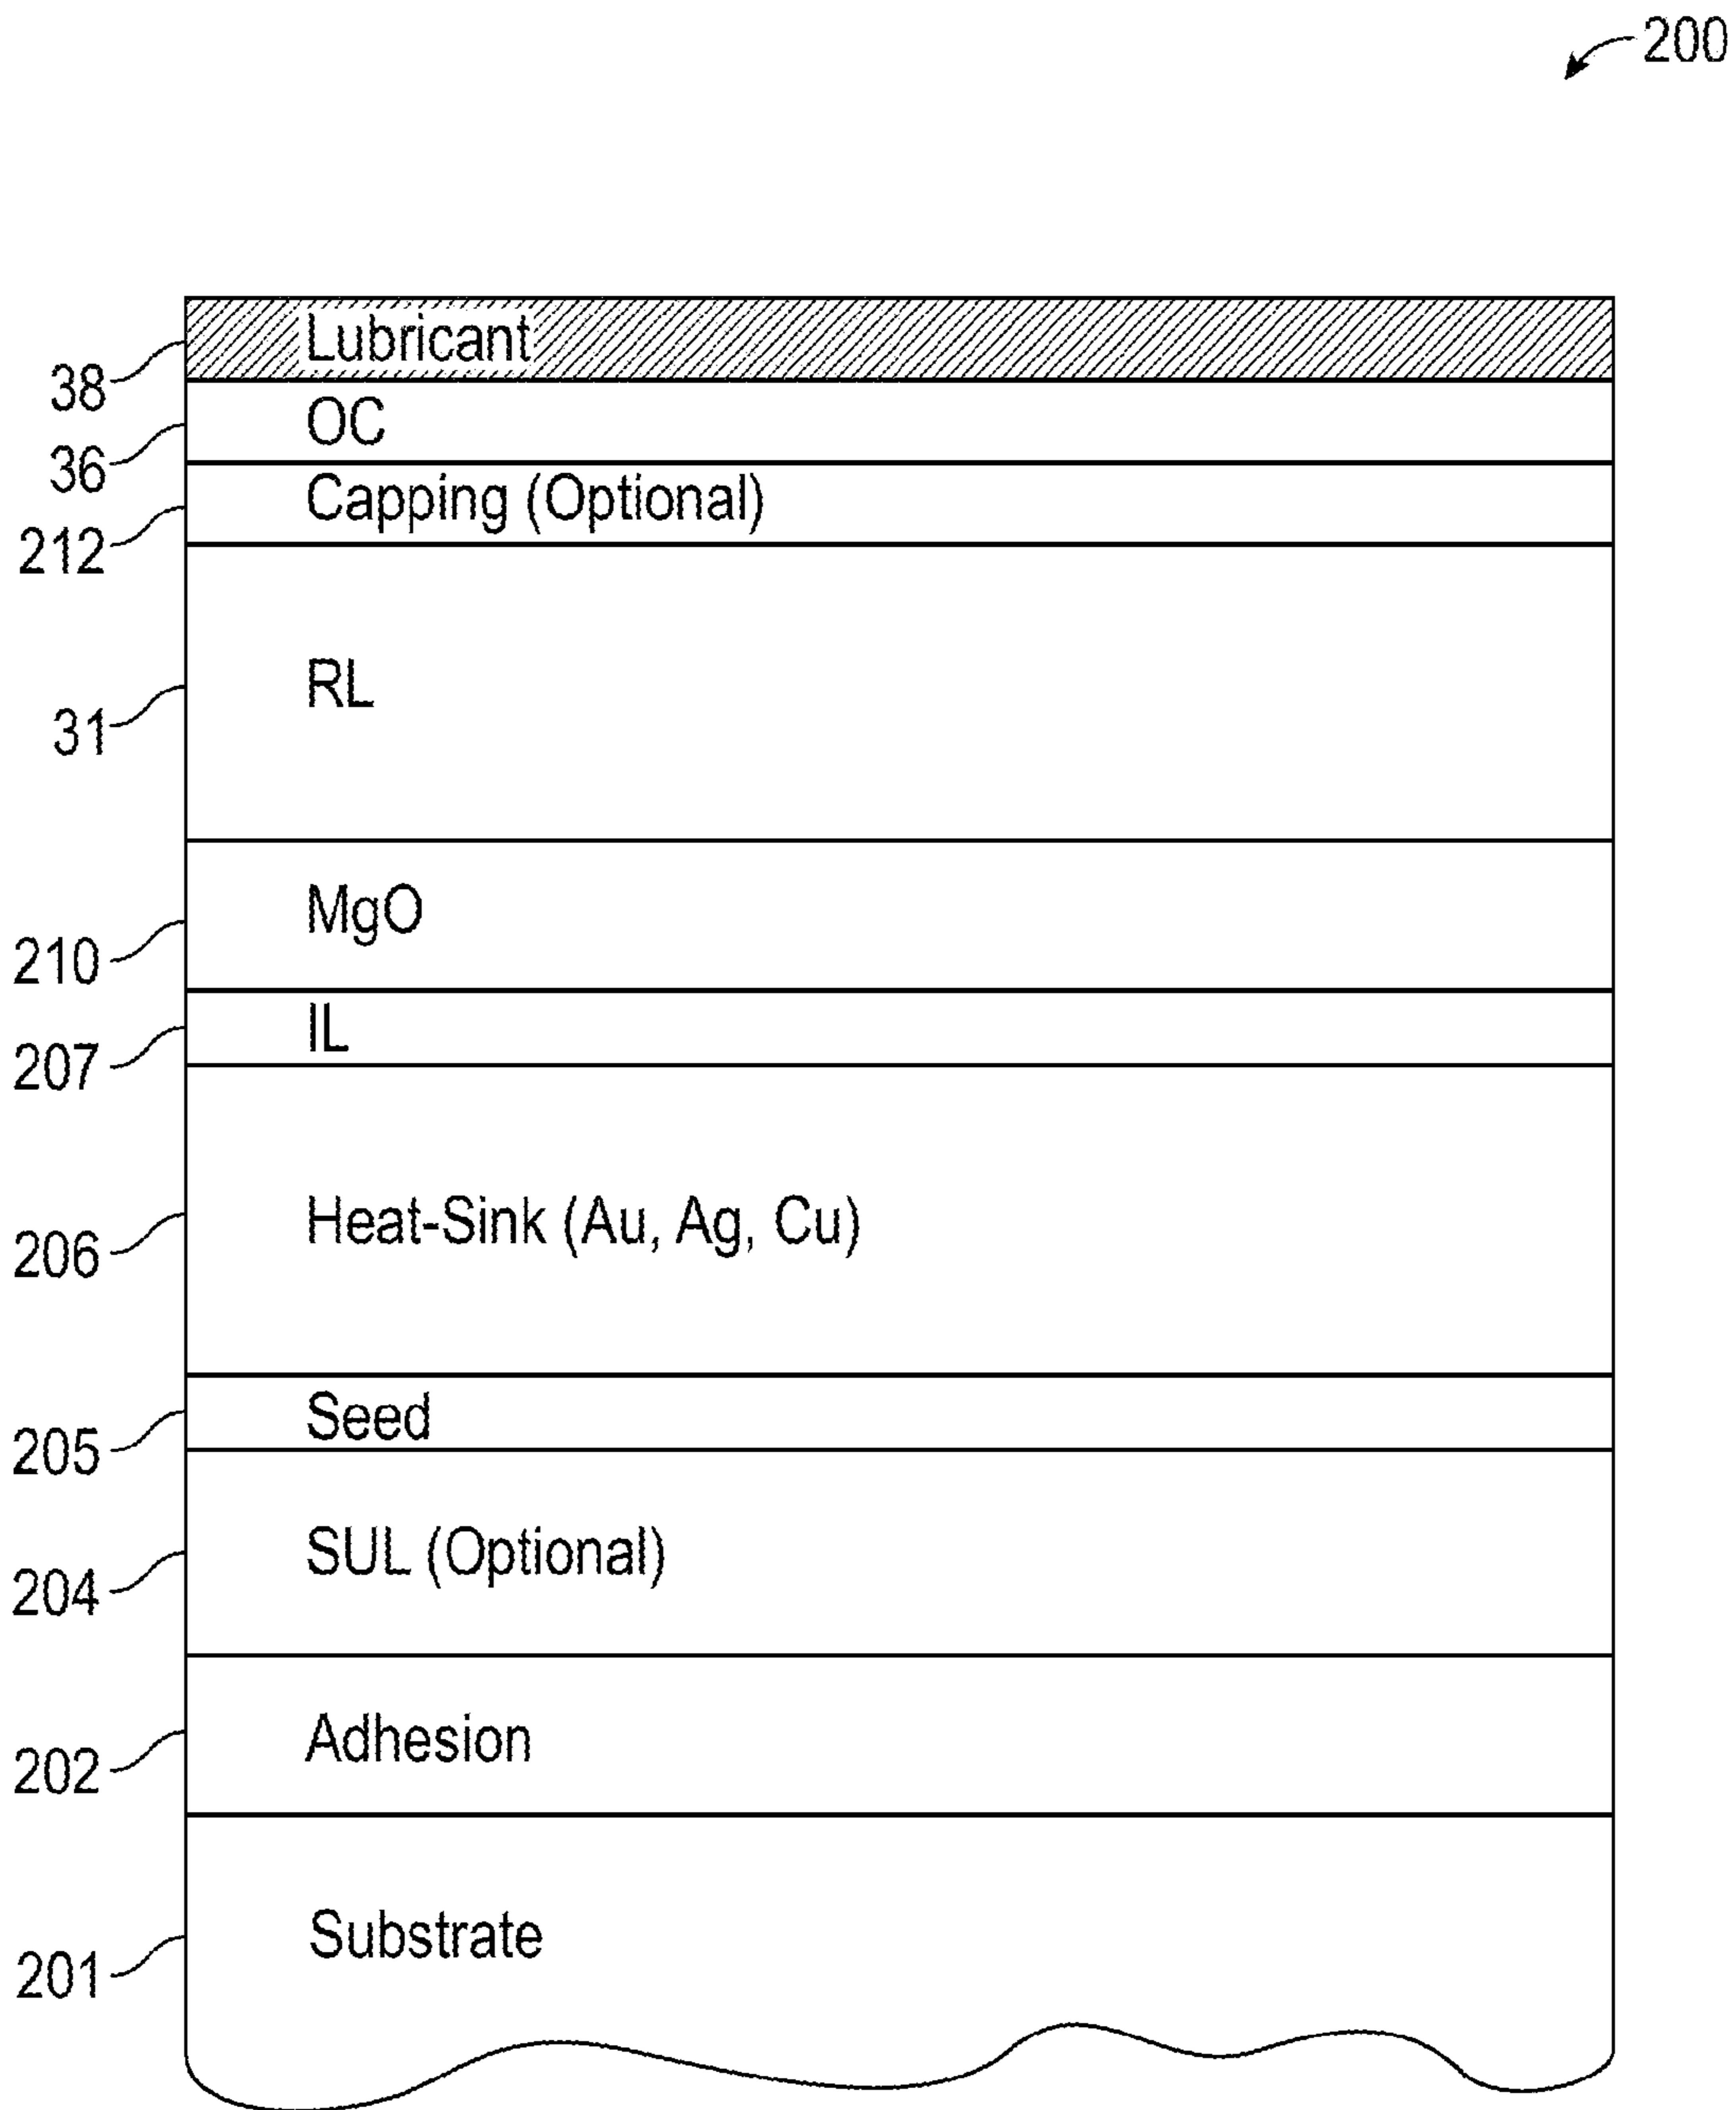 200
Lubricant
38
OC
36
Capping (Optional)
212
RL
31
MgO
210
IL
207
Heat-Sink (Au, Ag, Cu)
206
Seed
205
SUL (Optional)
204
Adhesion
202
Substrate
201